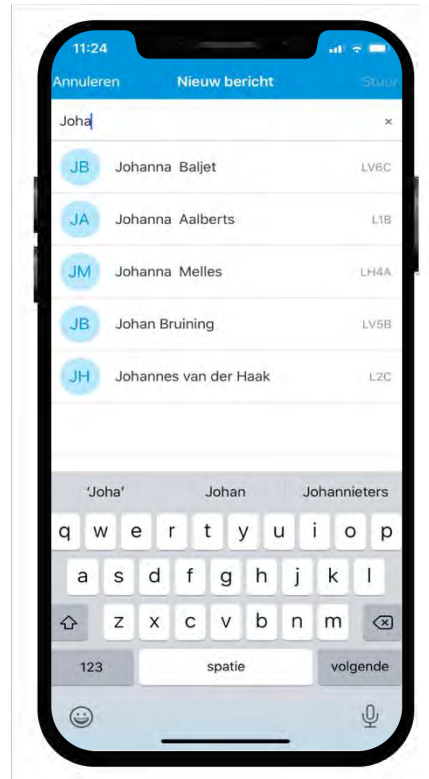 11:24
Annuleren Nieuw bericht Stuur
Joha ×
JB Johanna Baljet LV6C
JA Johanna Aalberts L1B
JM Johanna Melles LH4A
JB Johan Bruining LV5B
JH Johannes van der Haak L2C
'Joha' Johan Johannieters
q w e r t y u i o p
a s d f g h j k l
z x c v b n m
123 spatie volgende